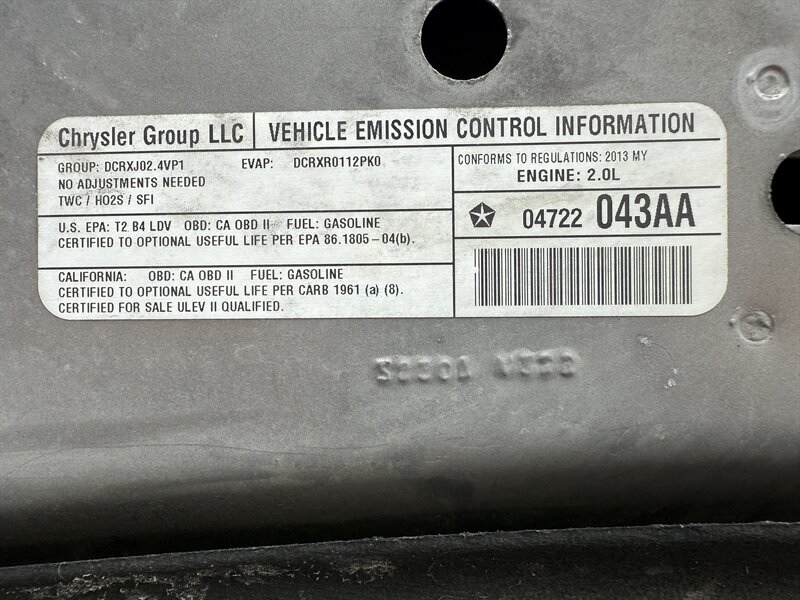 Chrysler Group LLC
VEHICLE EMISSION CONTROL INFORMATION
GROUP: DCRXJ02.4VP1 EVAP: DCRXR0112PK0
NO ADJUSTMENTS NEEDED
TWC / HO2S / SFI
U.S. EPA: T2 B4 LDV OBD: CA OBD II FUEL: GASOLINE
CERTIFIED TO OPTIONAL USEFUL LIFE PER EPA 86.1805-04(b).
CALIFORNIA: OBD: CA OBD II FUEL: GASOLINE
CERTIFIED TO OPTIONAL USEFUL LIFE PER CARB 1961 (a) (8).
CERTIFIED FOR SALE ULEV II QUALIFIED.
CONFORMS TO REGULATIONS: 2013 MY
ENGINE: 2.0L
04722 043AA